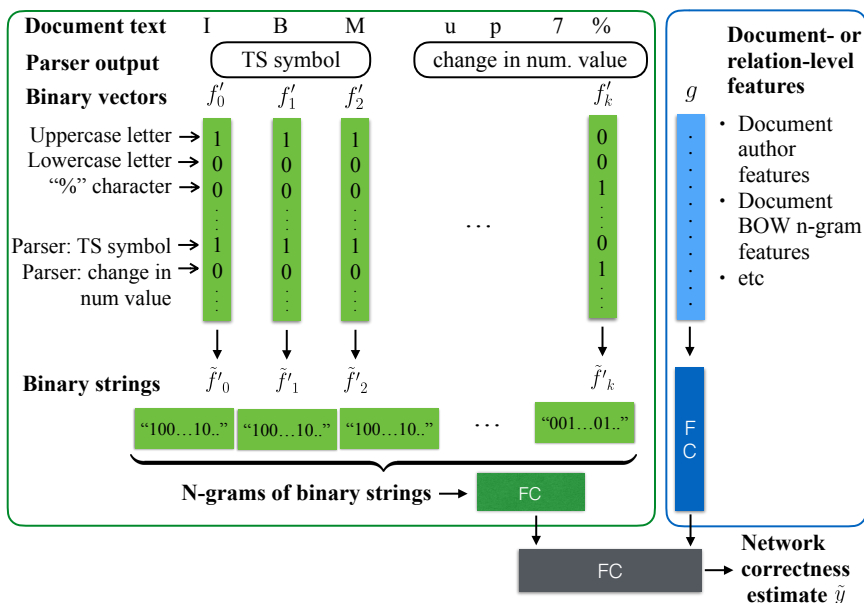 Document text I B M u p 7 %
Parser output TS symbol change in num. value
Binary vectors f′₀ f′₁ f′₂ f′ₖ
Uppercase letter 1 1 1 0
Lowercase letter 0 0 0 0
“%” character 0 0 0 1
...
Parser: TS symbol 1 1 1 0
Parser: change in 0 0 0 1
num value
Binary strings f̃′₀ f̃′₁ f̃′₂ f̃′ₖ
“100...10..” “100...10..” “100...10..” ... “001...01..”
N-grams of binary strings FC
Document- or
relation-level
features
g
· Document
author
features
· Document
BOW n-gram
features
· etc
F
C
FC
Network
correctness
estimate ỹ